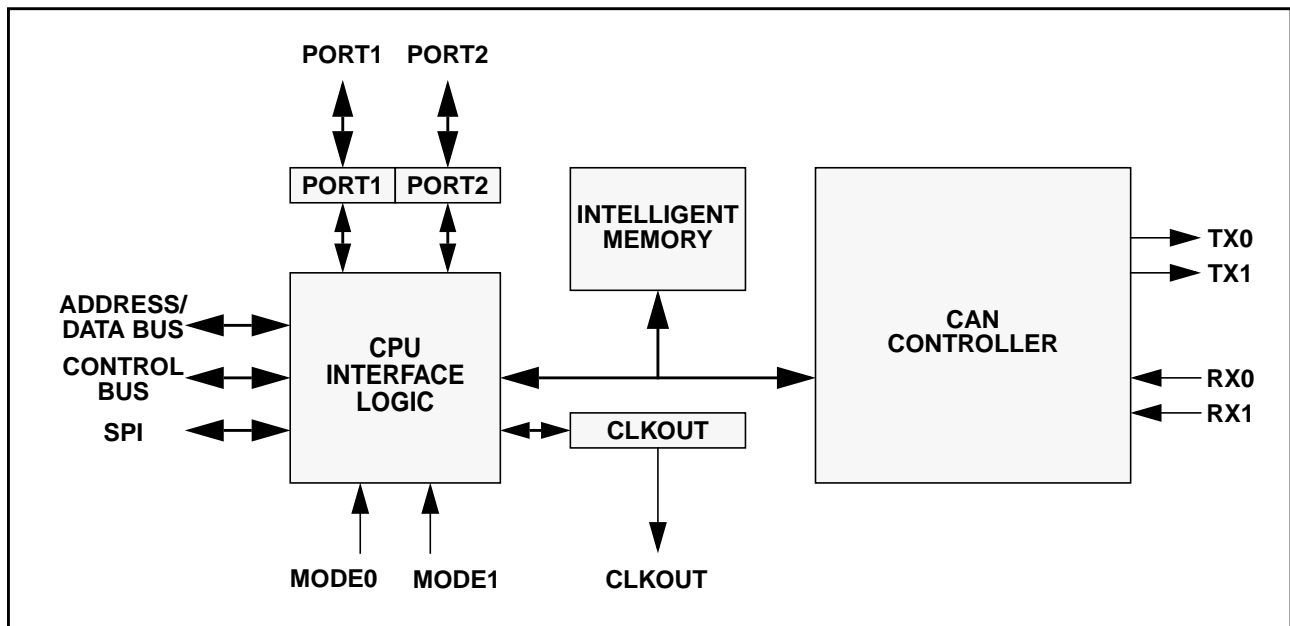 PORT1 PORT2
PORT1 PORT2
INTELLIGENT
MEMORY
TX0
TX1
ADDRESS/
DATA BUS
CONTROL
BUS
SPI
CPU
INTERFACE
LOGIC
CAN
CONTROLLER
RX0
RX1
CLKOUT
MODE0 MODE1 CLKOUT